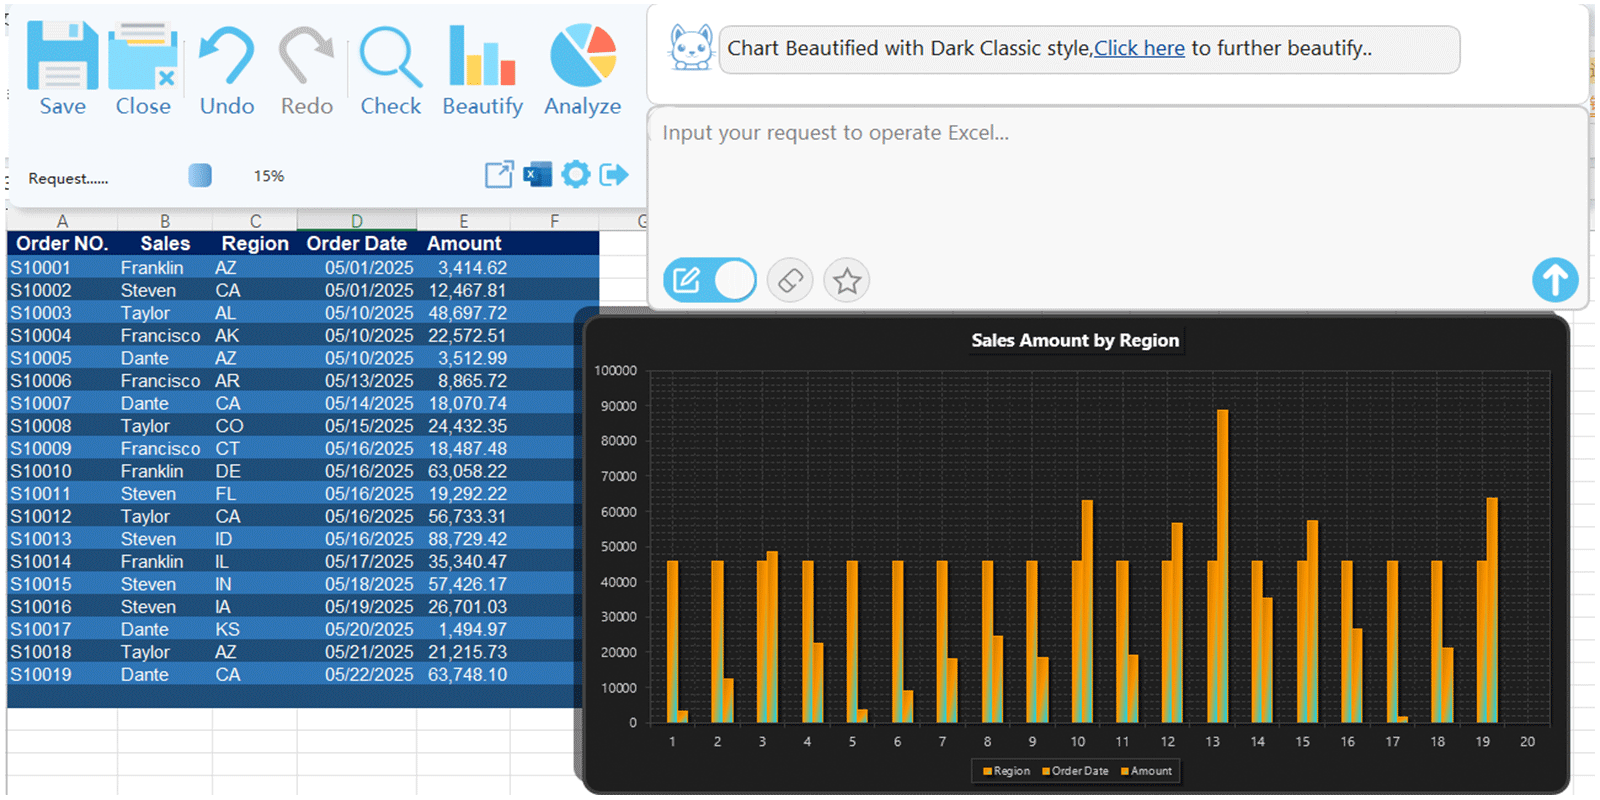 Save Close Undo Redo Check Beautify Analyze
Request...... 15%
Chart Beautified with Dark Classic style,Click here to further beautify..
Input your request to operate Excel...
A B C D E F G
Order NO. Sales Region Order Date Amount
S10001 Franklin AZ 05/01/2025 3,414.62
S10002 Steven CA 05/01/2025 12,467.81
S10003 Taylor AL 05/10/2025 48,697.72
S10004 Francisco AK 05/10/2025 22,572.51
S10005 Dante AZ 05/10/2025 3,512.99
S10006 Francisco AR 05/13/2025 8,865.72
S10007 Dante CA 05/14/2025 18,070.74
S10008 Taylor CO 05/15/2025 24,432.35
S10009 Francisco CT 05/16/2025 18,487.48
S10010 Franklin DE 05/16/2025 63,058.22
S10011 Steven FL 05/16/2025 19,292.22
S10012 Taylor CA 05/16/2025 56,733.31
S10013 Steven ID 05/16/2025 88,729.42
S10014 Franklin IL 05/17/2025 35,340.47
S10015 Steven IN 05/18/2025 57,426.17
S10016 Steven IA 05/19/2025 26,701.03
S10017 Dante KS 05/20/2025 1,494.97
S10018 Taylor AZ 05/21/2025 21,215.73
S10019 Dante CA 05/22/2025 63,748.10
Sales Amount by Region
100000
90000
80000
70000
60000
50000
40000
30000
20000
10000
0
1 2 3 4 5 6 7 8 9 10 11 12 13 14 15 16 17 18 19 20
Region Order Date Amount